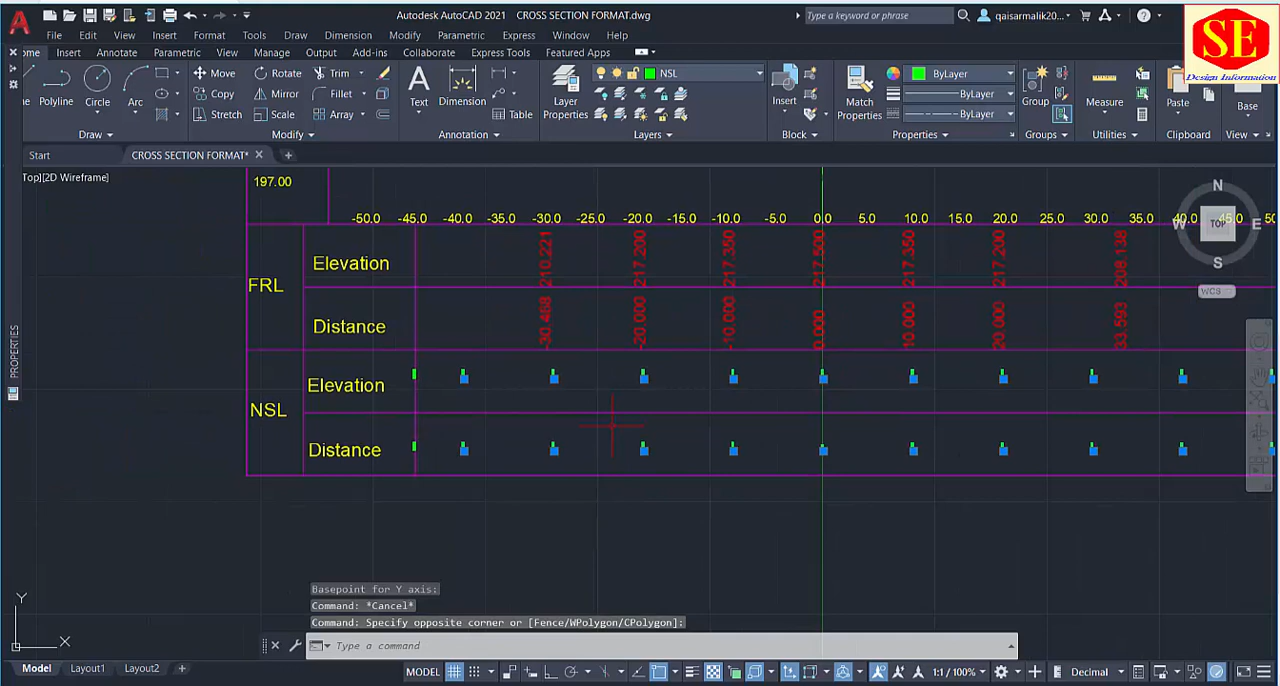 Autodesk AutoCAD 2021 CROSS SECTION FORMAT.dwg
Type a keyword or phrase
qaisarmalik20...
File Edit View Insert Format Tools Draw Dimension Modify Parametric Express Window Help
ome Insert Annotate Parametric View Manage Output Add-ins Collaborate Express Tools Featured Apps
SE
Design Information
Polyline Circle Arc
Move Rotate Trim
Copy Mirror Fillet
Stretch Scale Array
Text Dimension Table
Layer Properties
NSL
Insert
Match Properties
ByLayer
ByLayer
ByLayer
Group
Measure
Paste
Base
Draw Modify Annotation Layers Block Properties Groups Utilities Clipboard View
Start CROSS SECTION FORMAT*
Top][2D Wireframe]
197.00
-50.0 -45.0 -40.0 -35.0 -30.0 -25.0 -20.0 -15.0 -10.0 -5.0 0.0 5.0 10.0 15.0 20.0 25.0 30.0 35.0 40.0 45.0 50
N
W TOP E
S
WCS
FRL
Elevation 210.221 217.200 217.350 217.500 217.350 217.200 208.138
Distance -30.488 -20.000 -10.000 0.000 10.000 20.000 33.593
NSL
Elevation
Distance
PROPERTIES
Basepoint for Y axis:
Command: *Cancel*
Command: Specify opposite corner or [Fence/WPolygon/CPolygon]:
Type a command
Y
X
Model Layout1 Layout2 +
MODEL 1:1 / 100% Decimal